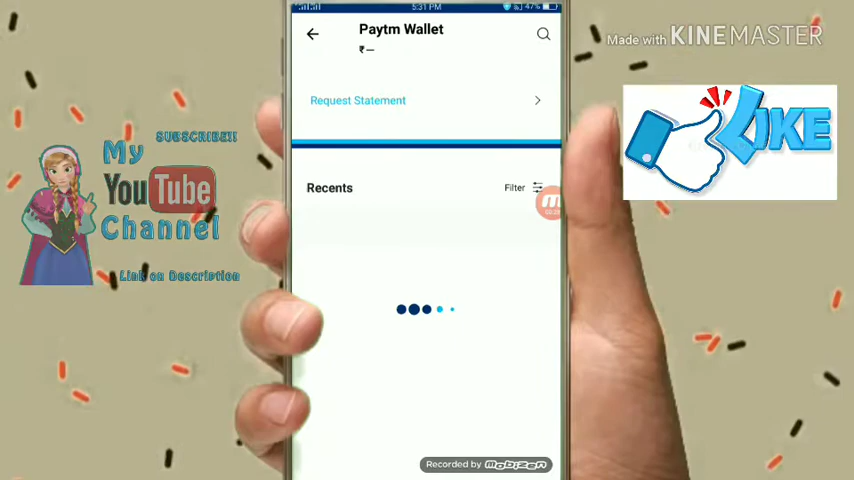 5:31 PM
47%
Paytm Wallet
₹—
Request Statement
Recents
Filter
Made with KINEMASTER
SUBSCRIBE!!
My
YouTube
Channel
Link on Description
LIKE
Recorded by mobizen